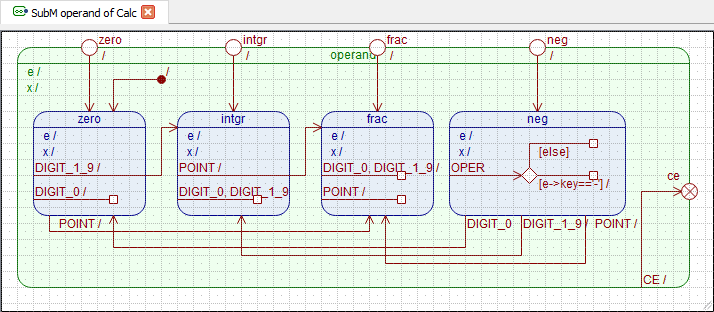 SubM operand of Calc
zero intgr frac neg
/ / / /
operand
e /
x /
/
zero intgr frac neg
e / e / e / e /
x / x / x / x /
[else]
DIGIT_1_9 / POINT / DIGIT_0, DIGIT_1_9 / OPER
ce
[e->key=='-'] /
DIGIT_0 / DIGIT_0, DIGIT_1_9 POINT /
POINT / DIGIT_0 DIGIT_1_9 / POINT /
CE /